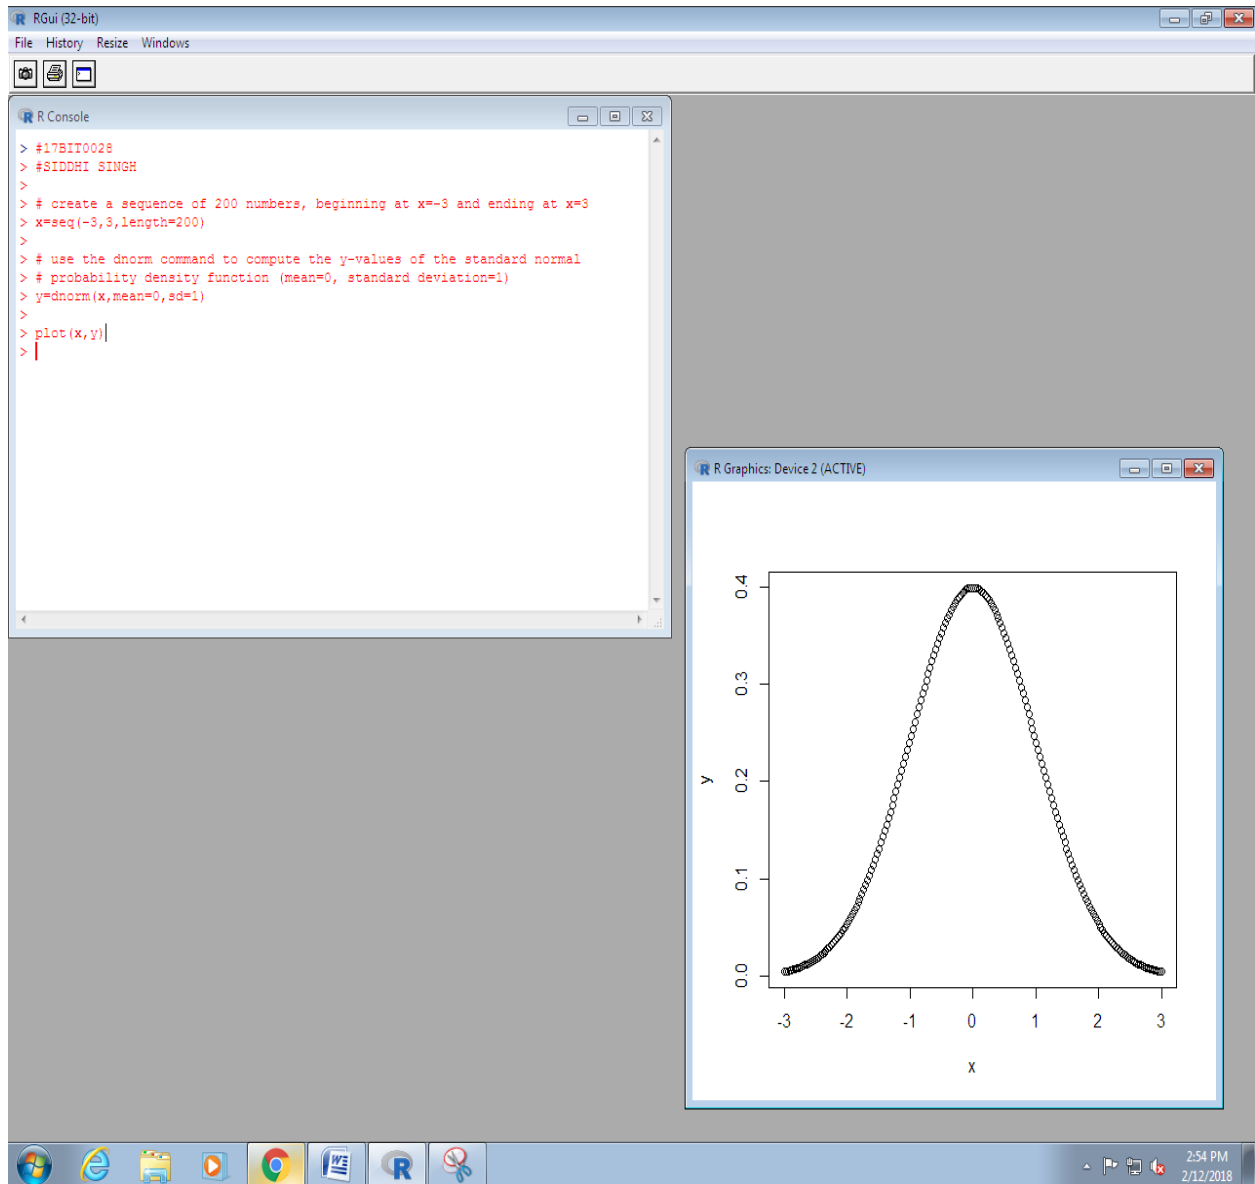 RGui (32-bit)
File History Resize Windows
R Console
> #17BIT0028
> #SIDDHI SINGH
>
> # create a sequence of 200 numbers, beginning at x=-3 and ending at x=3
> x=seq(-3,3,length=200)
>
> # use the dnorm command to compute the y-values of the standard normal
> # probability density function (mean=0, standard deviation=1)
> y=dnorm(x,mean=0,sd=1)
>
> plot(x,y)
>
R Graphics: Device 2 (ACTIVE)
0.4
0.3
0.2
0.1
0.0
y
-3 -2 -1 0 1 2 3
x
2:54 PM
2/12/2018